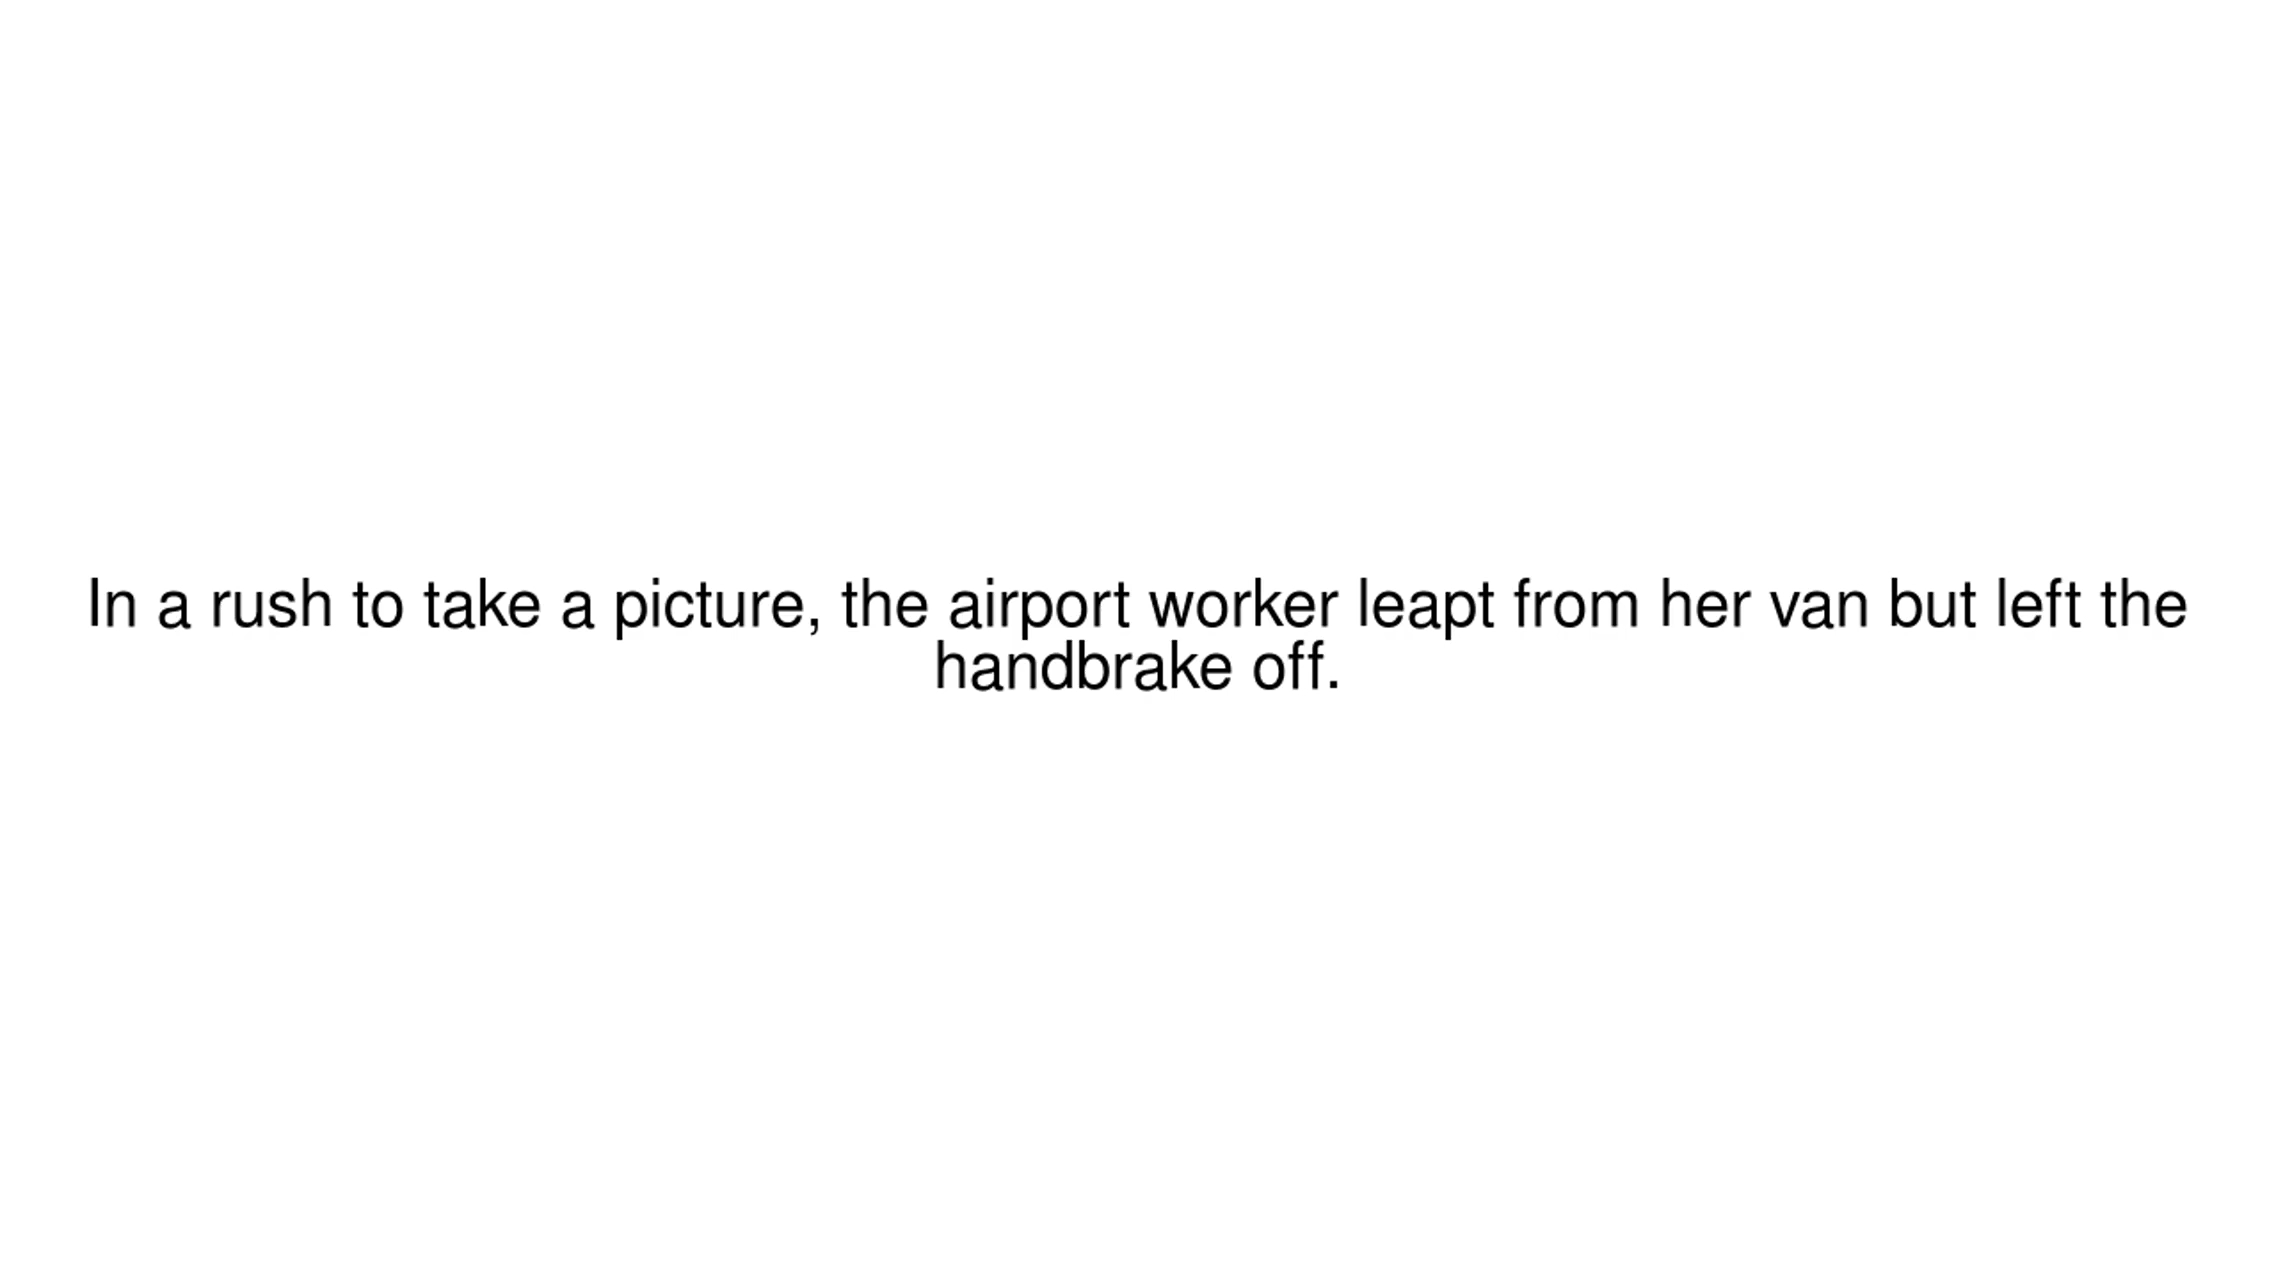 In a rush to take a picture, the airport worker leapt from her van but left the
handbrake off.